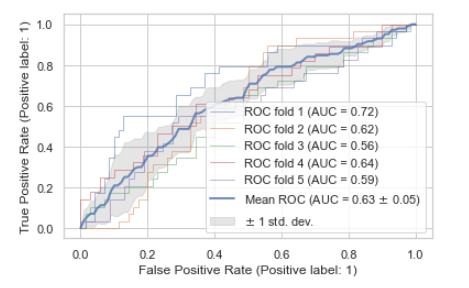 1.0
0.8
0.6
0.4
0.2
0.0
True Positive Rate (Positive label: 1)
ROC fold 1 (AUC = 0.72)
ROC fold 2 (AUC = 0.62)
ROC fold 3 (AUC = 0.56)
ROC fold 4 (AUC = 0.64)
ROC fold 5 (AUC = 0.59)
Mean ROC (AUC = 0.63 ± 0.05)
± 1 std. dev.
0.0 0.2 0.4 0.6 0.8 1.0
False Positive Rate (Positive label: 1)